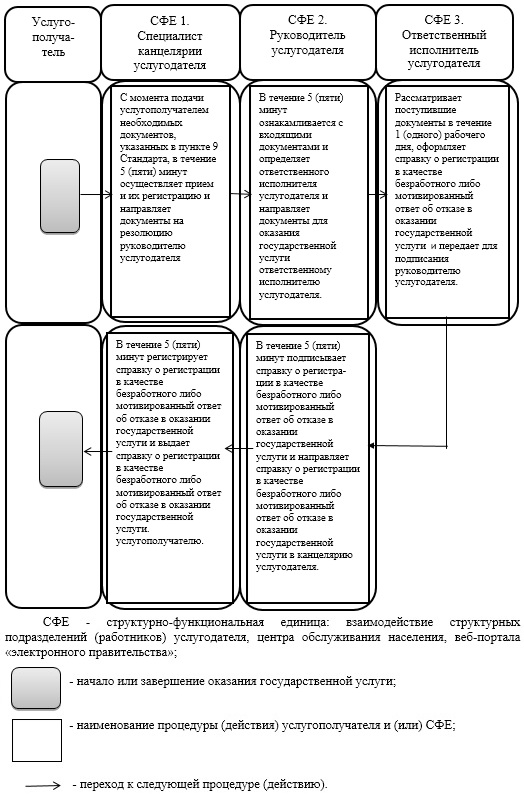 Услуго-
получа-
тель
СФЕ 1.
Специалист
канцелярии
услугодателя
СФЕ 2.
Руководитель
услугодателя
СФЕ 3.
Ответственный
исполнитель
услугодателя
С момента подачи
услугополучателем
необходимых
документов,
указанных в пункте 9
Стандарта, в течение
5 (пяти) минут
осуществляет прием
и их регистрацию и
направляет
документы на
резолюцию
руководителю
услугодателя
В течение 5 (пяти)
минут
ознакамливается с
входящими
документами и
определяет
ответственного
исполнителя
услугодателя и
направляет
документы для
оказания
государственной
услуги
ответственному
исполнителю
услугодателя.
Рассматривает
поступившие
документы в течение
1 (одного) рабочего
дня, оформляет
справку о регистрации
в качестве
безработного либо
мотивированный
ответ об отказе в
оказании
государственной
услуги и передает для
подписания
руководителю
услугодателя.
В течение 5 (пяти)
минут регистрирует
справку о регистрации
в качестве
безработного либо
мотивированный ответ
об отказе в оказании
государственной
услуги и выдает
справку о регистрации
в качестве
безработного либо
мотивированный ответ
об отказе в оказании
государственной
услуги.
услугополучателю.
В течение 5 (пяти)
минут подписывает
справку о регистра-
ции в качестве
безработного либо
мотивированный
ответ об отказе в
оказании
государственной
услуги и направляет
справку о регистрации
в качестве
безработного либо
мотивированный
ответ об отказе в
оказании
государственной
услуги в канцелярию
услугодателя.
СФЕ - структурно-функциональная единица: взаимодействие структурных
подразделений (работников) услугодателя, центра обслуживания населения, веб-портала
«электронного правительства»;
- начало или завершение оказания государственной услуги;
- наименование процедуры (действия) услугополучателя и (или) СФЕ;
- переход к следующей процедуре (действию).